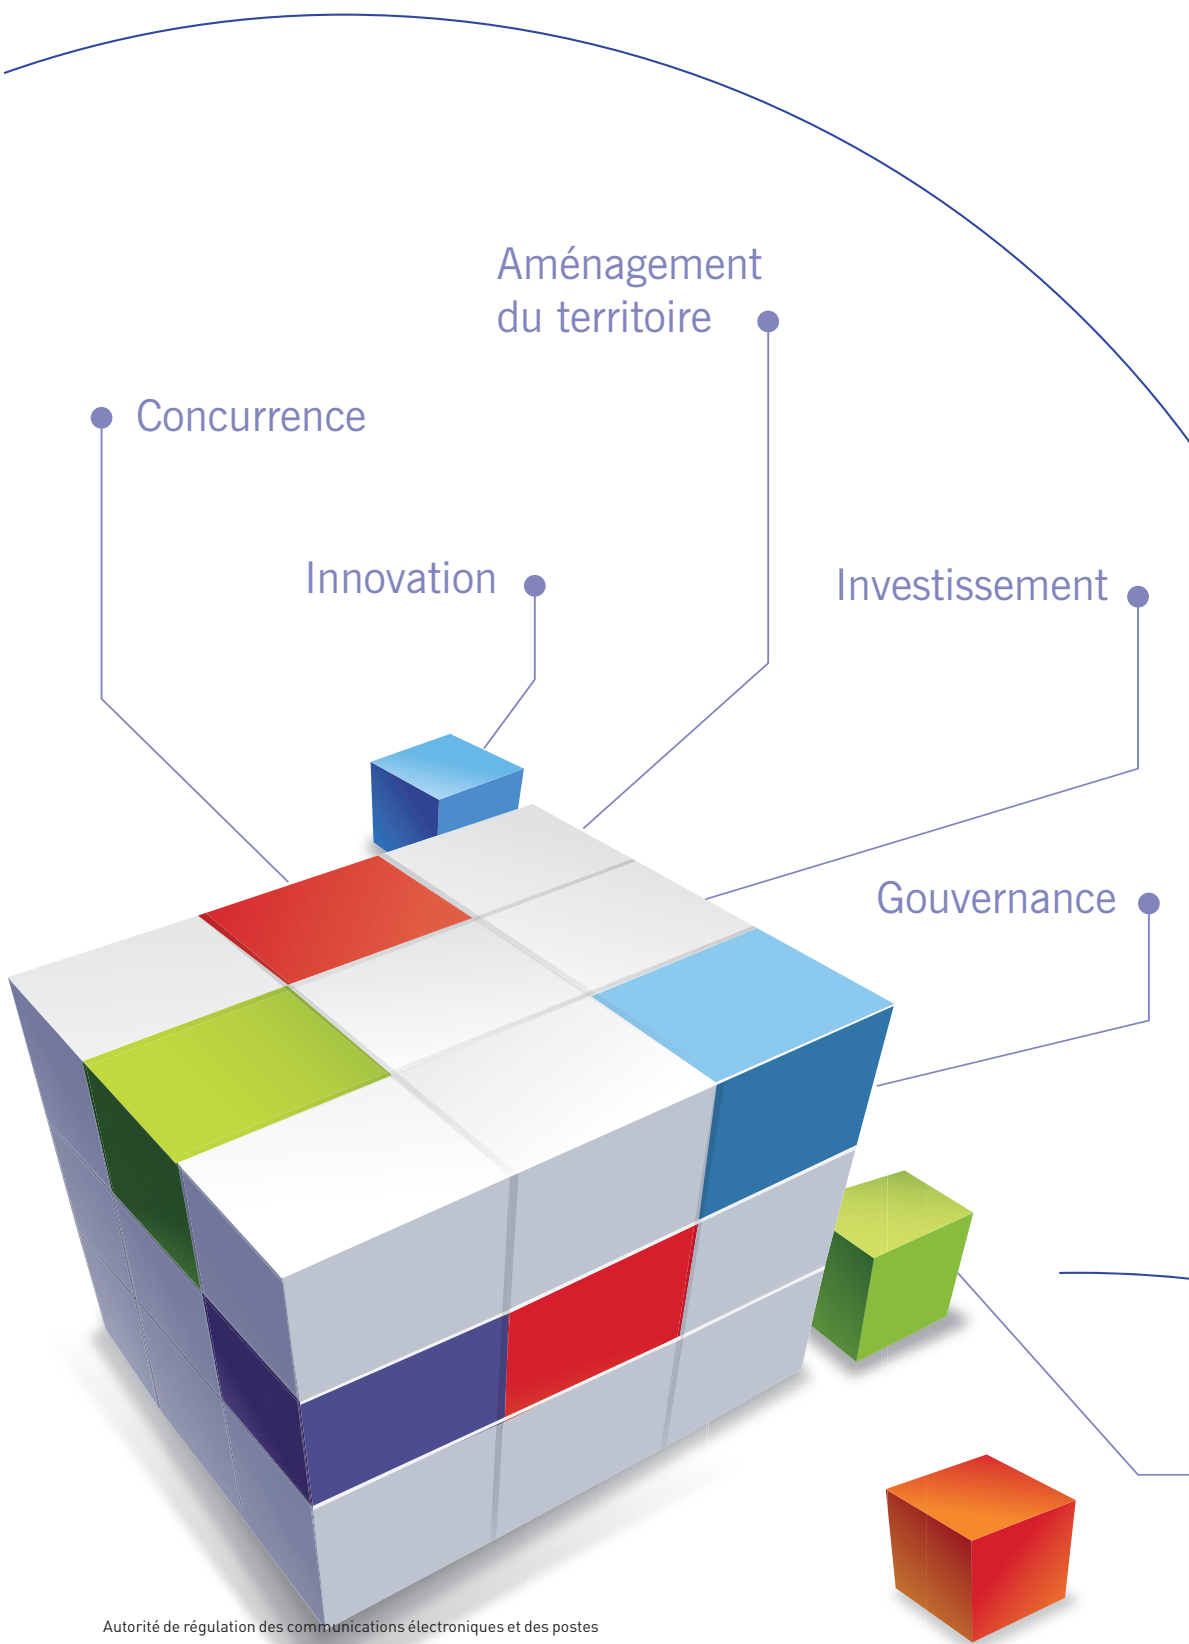 Aménagement
du territoire
Concurrence
Innovation
Investissement
Gouvernance
Autorité de régulation des communications électroniques et des postes